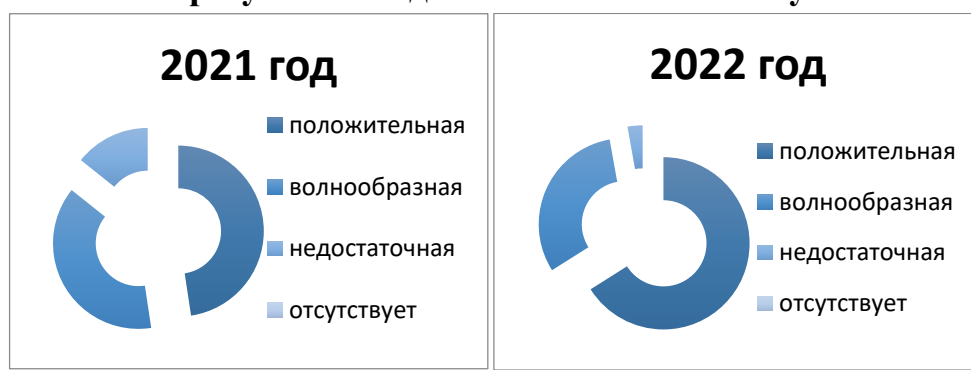 2021 год
положительная
волнообразная
недостаточная
отсутствует
2022 год
положительная
волнообразная
недостаточная
отсутствует